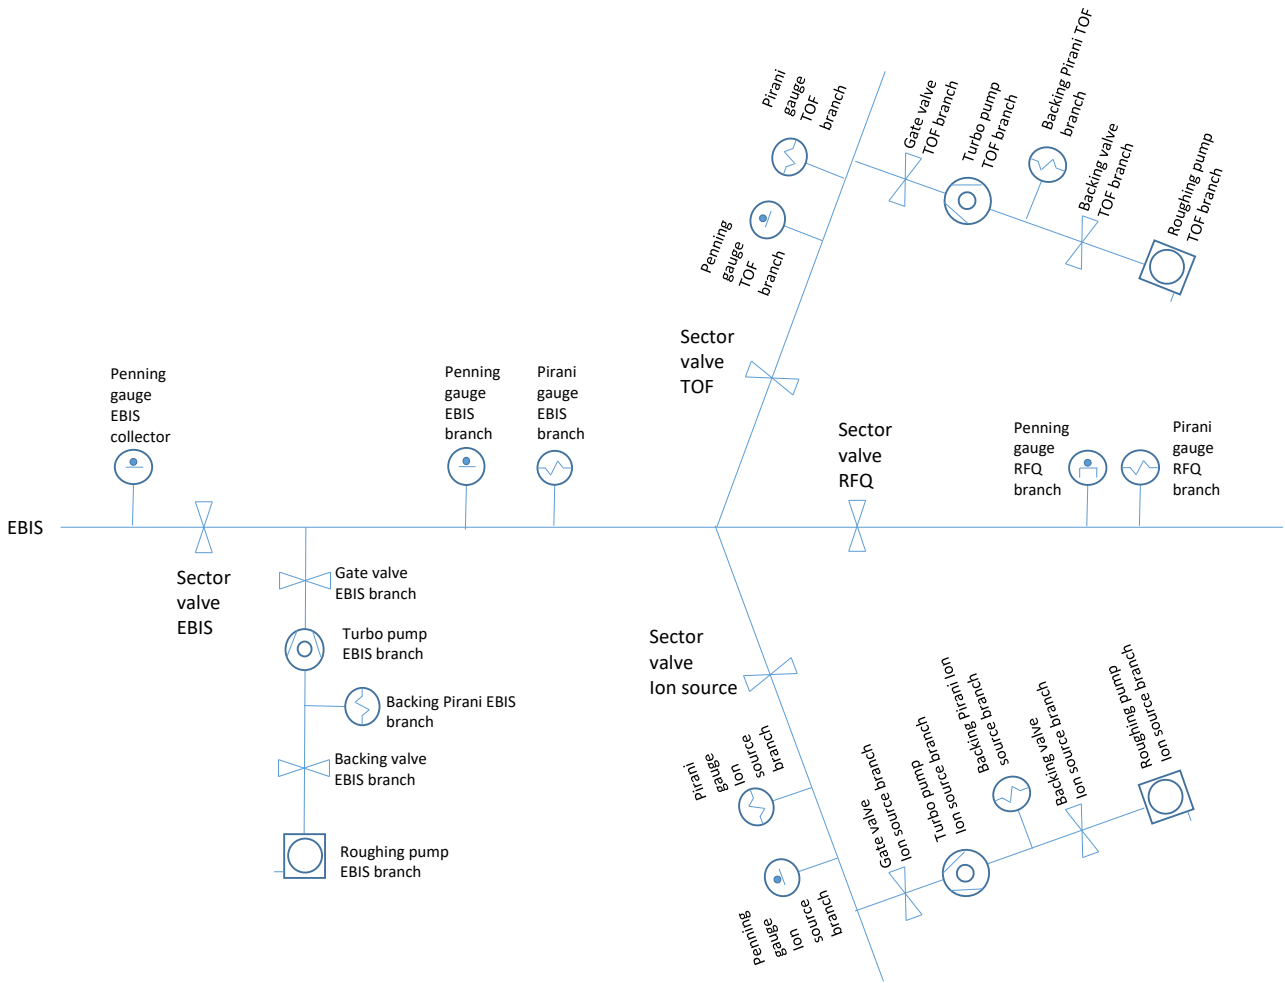 Pirani
gauge
TOF
branch
Gate valve
TOF branch
Turbo pump
TOF branch
Backing Pirani TOF
branch
Backing valve
TOF branch
Roughing pump
TOF branch
Penning
gauge
TOF
branch
Sector
valve
TOF
Penning
gauge
EBIS
collector
Penning
gauge
EBIS
branch
Pirani
gauge
EBIS
branch
Sector
valve
RFQ
Penning
gauge
RFQ
branch
Pirani
gauge
RFQ
branch
EBIS
Sector
valve
EBIS
Gate valve
EBIS branch
Turbo pump
EBIS branch
Backing Pirani EBIS
branch
Backing valve
EBIS branch
Roughing pump
EBIS branch
Sector
valve
Ion source
Pirani
gauge
Ion
source
branch
Penning
gauge
Ion
source
branch
Gate valve
Ion source branch
Turbo pump
Ion source branch
Backing Pirani Ion
source branch
Backing valve
Ion source branch
Roughing pump
Ion source branch